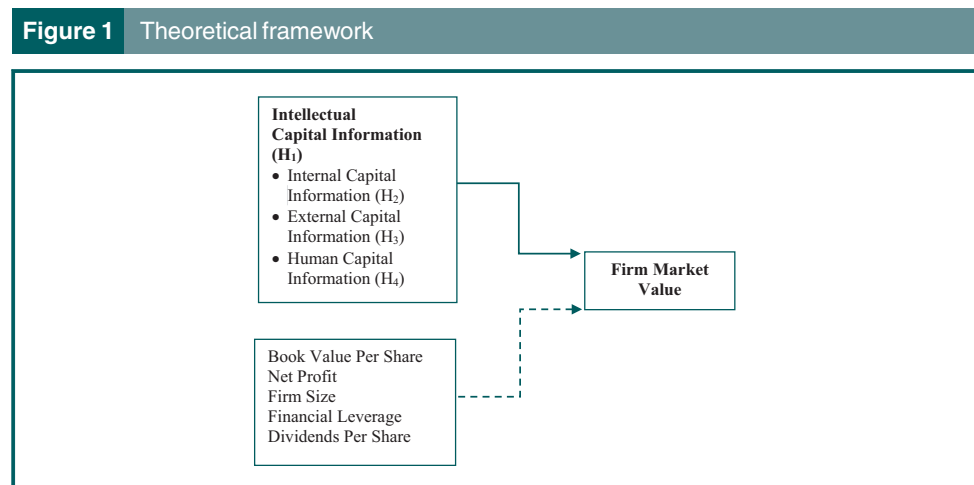 Figure 1 Theoretical framework
Intellectual
Capital Information
(H₁)
• Internal Capital
Information (H₂)
• External Capital
Information (H₃)
• Human Capital
Information (H₄)
Firm Market
Value
Book Value Per Share
Net Profit
Firm Size
Financial Leverage
Dividends Per Share